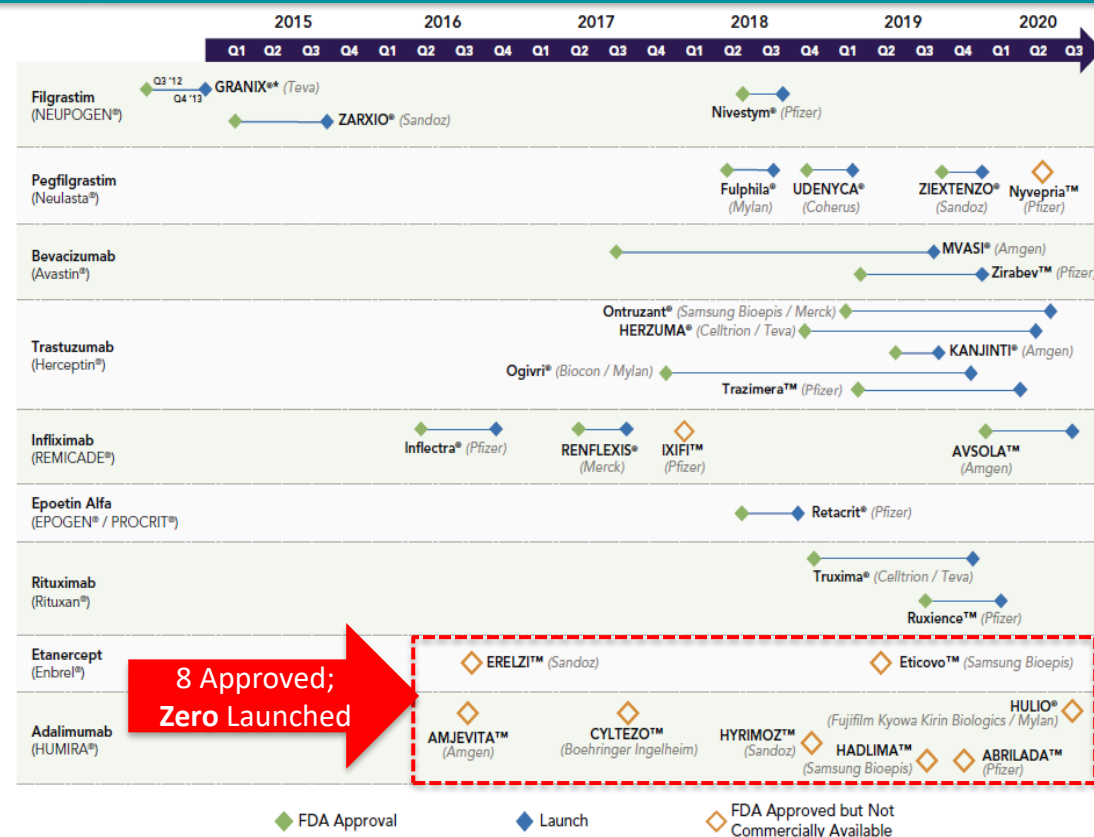 2015 2016 2017 2018 2019 2020
Q1 Q2 Q3 Q4 Q1 Q2 Q3 Q4 Q1 Q2 Q3 Q4 Q1 Q2 Q3 Q4 Q1 Q2 Q3 Q4 Q1 Q2 Q3
Filgrastim
(NEUPOGEN®)
Q3 '12
Q4 '13
GRANIX®* (Teva)
ZARXIO® (Sandoz)
Nivestym® (Pfizer)
Pegfilgrastim
(Neulasta®)
Fulphila®
(Mylan)
UDENYCA®
(Coherus)
ZIEXTENZO®
(Sandoz)
Nyvepria™
(Pfizer)
Bevacizumab
(Avastin®)
MVASI® (Amgen)
Zirabev™ (Pfizer)
Trastuzumab
(Herceptin®)
Ontruzant® (Samsung Bioepis / Merck)
HERZUMA® (Celltrion / Teva)
KANJINTI® (Amgen)
Ogivri® (Biocon / Mylan)
Trazimera™ (Pfizer)
Infliximab
(REMICADE®)
Inflectra® (Pfizer)
RENFLEXIS®
(Merck)
IXIFI™
(Pfizer)
AVSOLA™
(Amgen)
Epoetin Alfa
(EPOGEN® / PROCRIT®)
Retacrit® (Pfizer)
Rituximab
(Rituxan®)
Truxima® (Celltrion / Teva)
Ruxience™ (Pfizer)
Etanercept
(Enbrel®)
8 Approved;
Zero Launched
ERELZI™ (Sandoz)
Eticovo™ (Samsung Bioepis)
Adalimumab
(HUMIRA®)
AMJEVITA™
(Amgen)
CYLTEZO™
(Boehringer Ingelheim)
HYRIMOZ™
(Sandoz)
HULIO®
(Fujifilm Kyowa Kirin Biologics / Mylan)
HADLIMA™
(Samsung Bioepis)
ABRILADA™
(Pfizer)
FDA Approval
Launch
FDA Approved but Not
Commercially Available